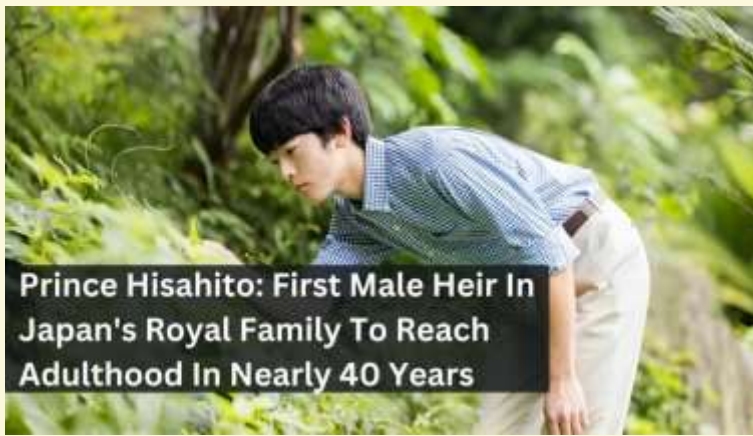 Prince Hisahito: First Male Heir In
Japan's Royal Family To Reach
Adulthood In Nearly 40 Years